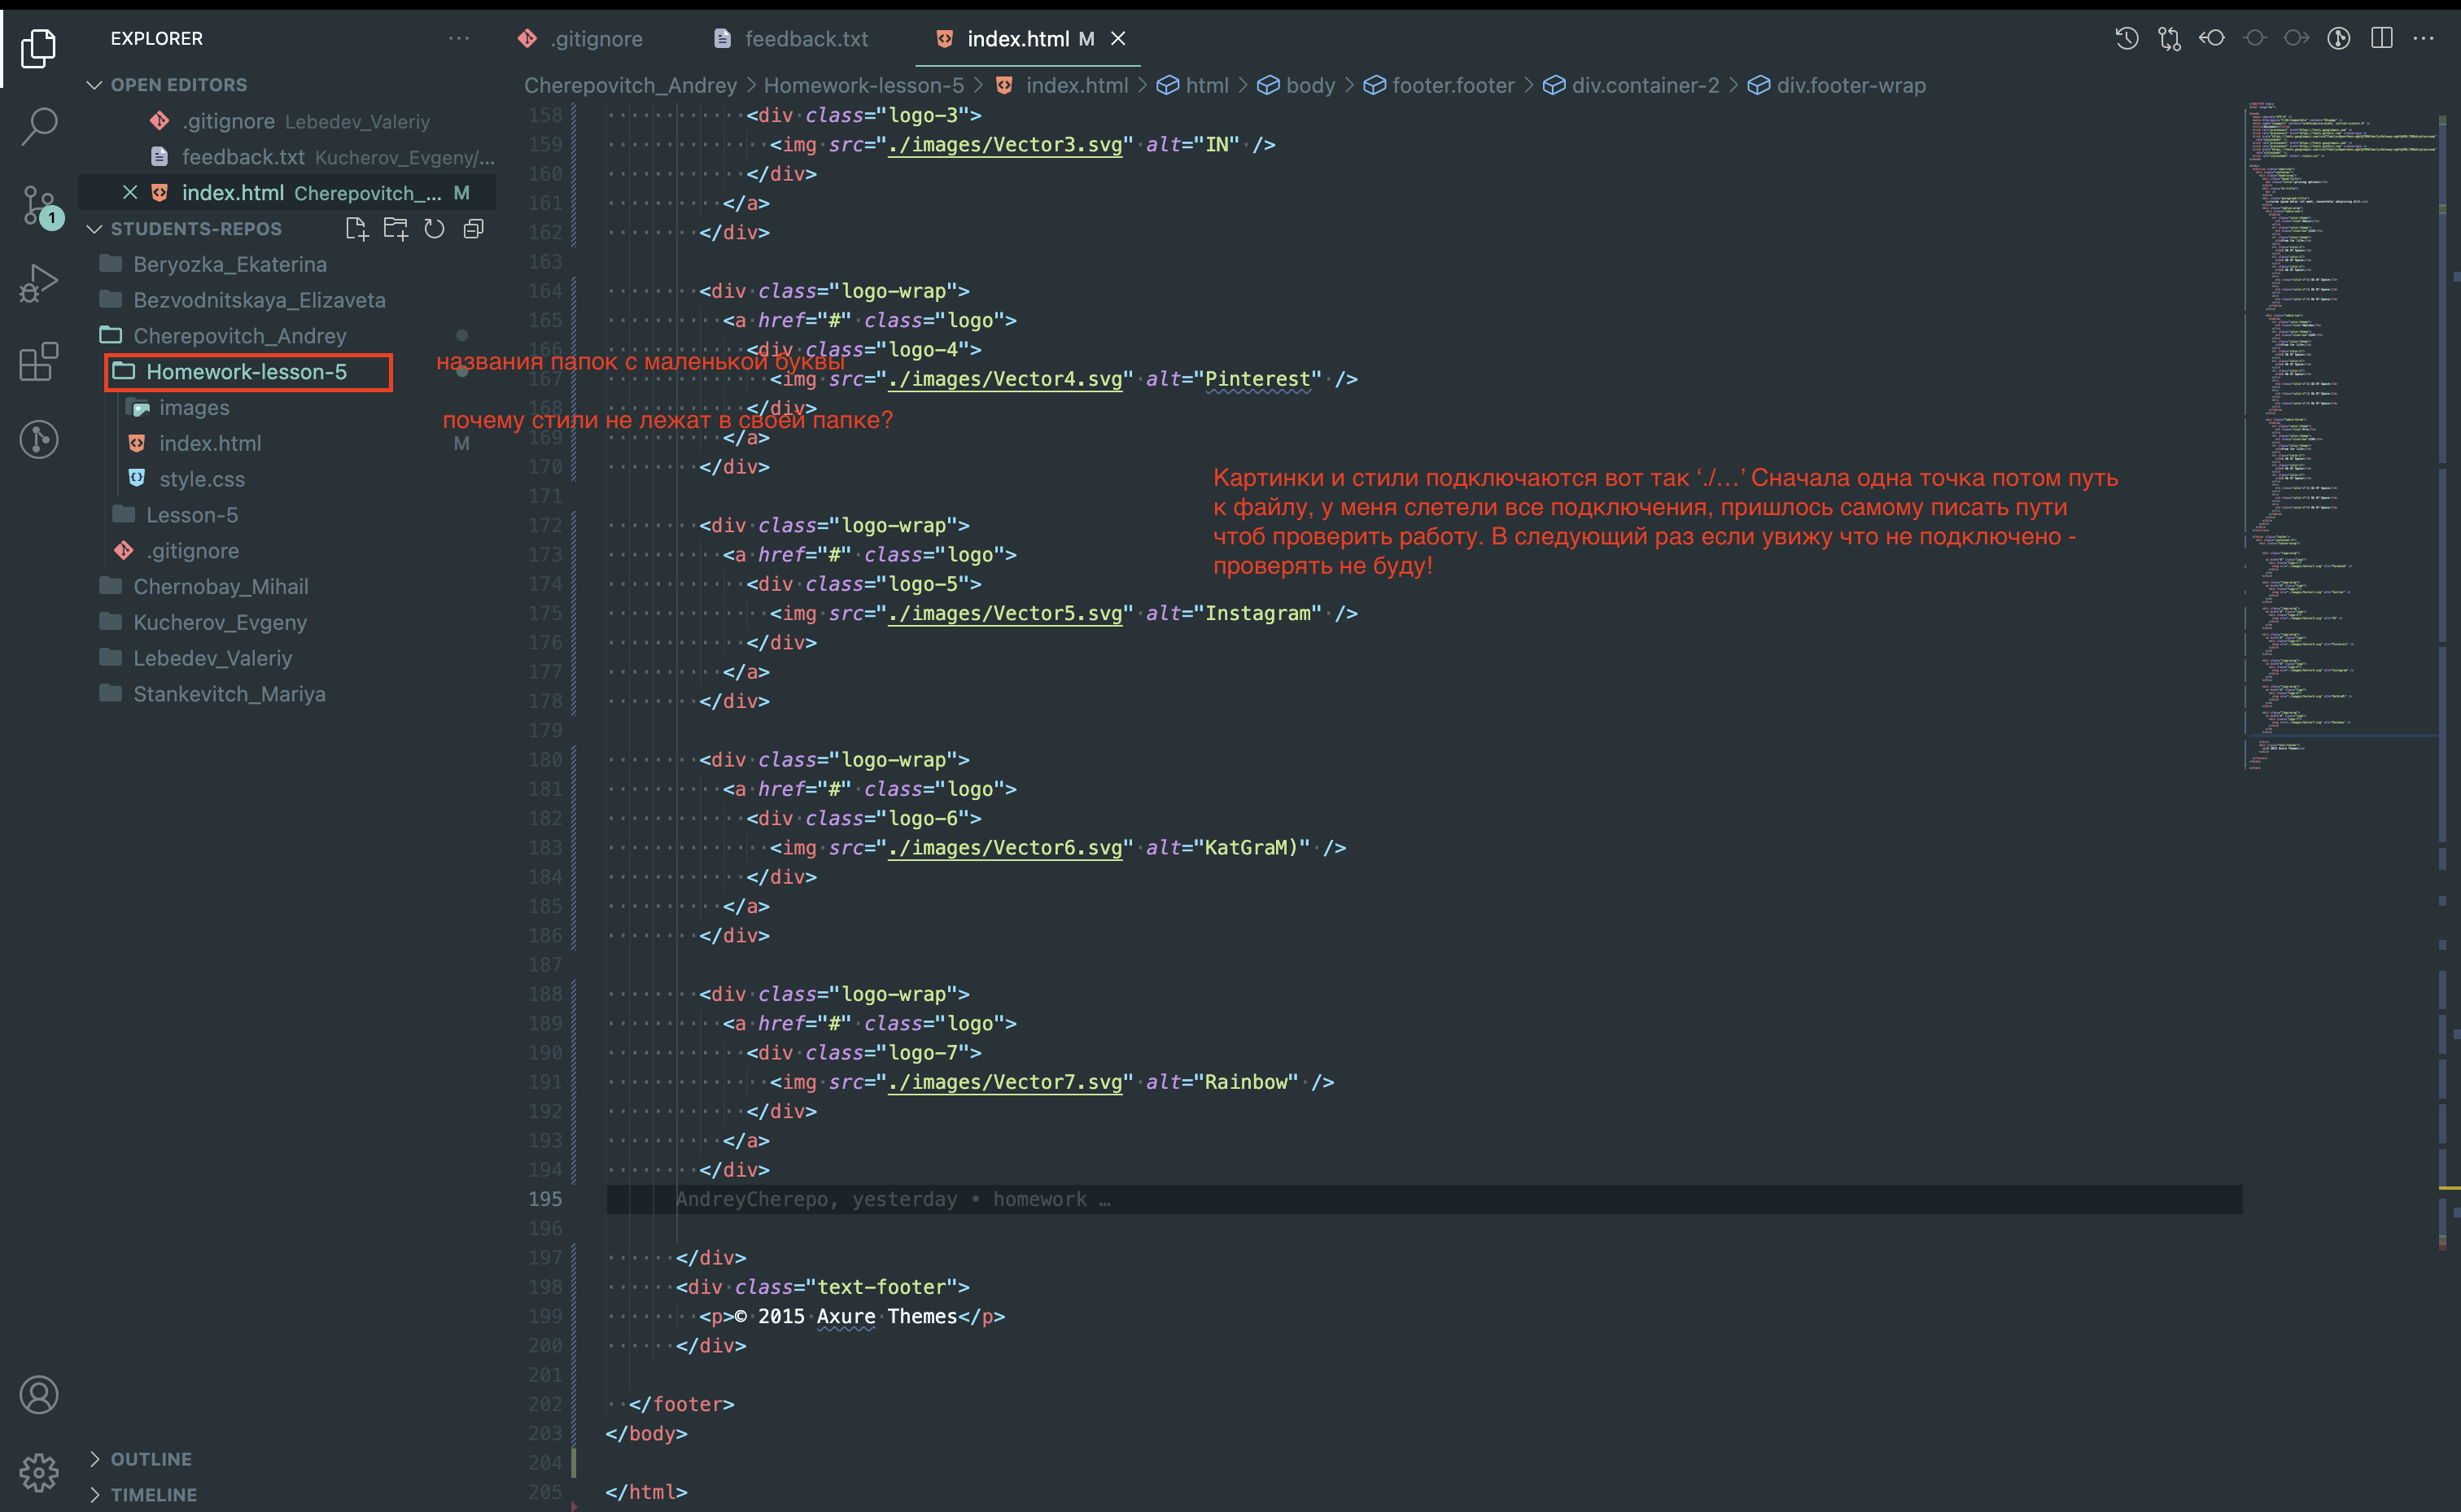 EXPLORER
.gitignore
feedback.txt
index.html M
OPEN EDITORS
.gitignore Lebedev_Valeriy
feedback.txt Kucherov_Evgeny/...
index.html Cherepovitch_... M
1
STUDENTS-REPOS
Beryozka_Ekaterina
Bezvodnitskaya_Elizaveta
Cherepovitch_Andrey
Homework-lesson-5
images
index.html M
style.css
Lesson-5
.gitignore
Chernobay_Mihail
Kucherov_Evgeny
Lebedev_Valeriy
Stankevitch_Mariya
OUTLINE
TIMELINE
Cherepovitch_Andrey > Homework-lesson-5 > index.html > html > body > footer.footer > div.container-2 > div.footer-wrap
158 <div class="logo-3">
159 <img src="./images/Vector3.svg" alt="IN" />
160 </div>
161 </a>
162 </div>
163
164 <div class="logo-wrap">
165 <a href="#" class="logo">
166 <div class="logo-4">
названия папок с маленькой буквы
167 <img src="./images/Vector4.svg" alt="Pinterest" />
168 </div>
почему стили не лежат в своей папке?
169 </a>
170 </div>
Картинки и стили подключаются вот так ‘./...’ Сначала одна точка потом путь
к файлу, у меня слетели все подключения, пришлось самому писать пути
чтоб проверить работу. В следующий раз если увижу что не подключено -
проверять не буду!
171
172 <div class="logo-wrap">
173 <a href="#" class="logo">
174 <div class="logo-5">
175 <img src="./images/Vector5.svg" alt="Instagram" />
176 </div>
177 </a>
178 </div>
179
180 <div class="logo-wrap">
181 <a href="#" class="logo">
182 <div class="logo-6">
183 <img src="./images/Vector6.svg" alt="KatGraM)" />
184 </div>
185 </a>
186 </div>
187
188 <div class="logo-wrap">
189 <a href="#" class="logo">
190 <div class="logo-7">
191 <img src="./images/Vector7.svg" alt="Rainbow" />
192 </div>
193 </a>
194 </div>
195 AndreyCherepo, yesterday • homework …
196
197 </div>
198 <div class="text-footer">
199 <p>© 2015 Axure Themes</p>
200 </div>
201
202 </footer>
203 </body>
204
205 </html>